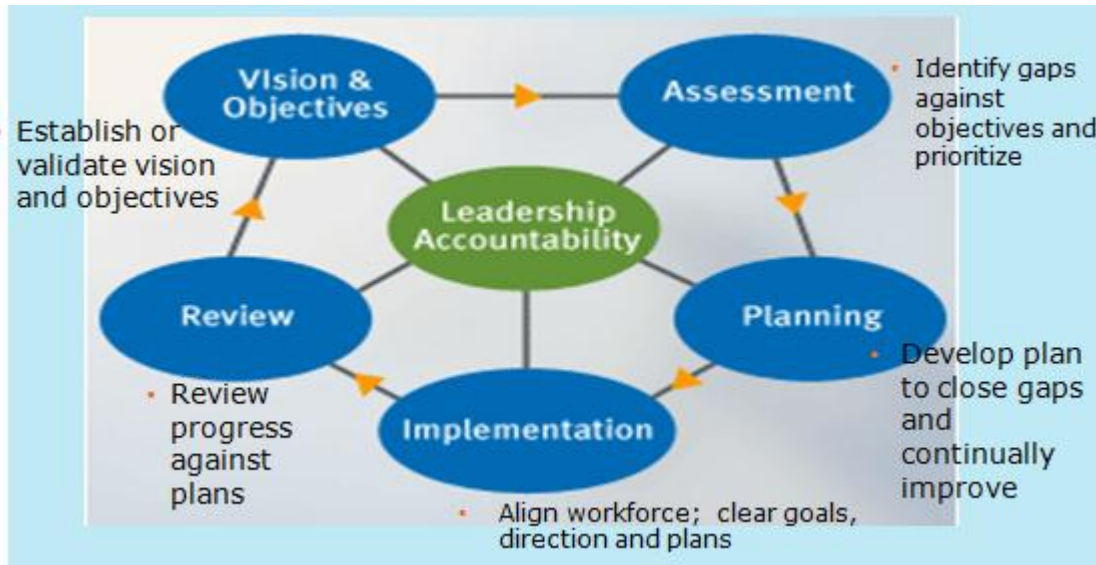 VIsion &
Objectives
Assessment
• Identify gaps
against
objectives and
prioritize
• Establish or
validate vision
and objectives
Leadership
Accountability
Review
Planning
• Develop plan
to close gaps
and
continually
improve
• Review
progress
against
plans
Implementation
• Align workforce; clear goals,
direction and plans